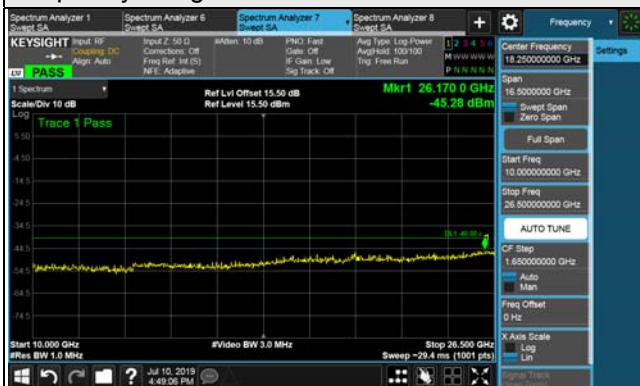 Spectrum Analyzer 1
Swept SA
Spectrum Analyzer 6
Swept SA
Spectrum Analyzer 7
Swept SA
Spectrum Analyzer 8
Swept SA
+
Frequency
KEYSIGHT
Input: RF
Coupling: DC
Align: Auto
Input Z: 50 Ω
Corrections: Off
Freq Ref: Int (S)
NFE: Adaptive
#Atten: 10 dB
PNO: Fast
Gate: Off
IF Gain: Low
Sig Track: Off
Avg Type: Log-Power
Avg|Hold: 100/100
Trig: Free Run
1 2 3 4 5 6
M W W W W W
P N N N N N
PASS
1 Spectrum
Scale/Div 10 dB
Ref Lvl Offset 15.50 dB
Ref Level 15.50 dBm
Mkr1 26.170 0 GHz
-45.28 dBm
Log
Trace 1 Pass
5.50
-4.50
-14.5
-24.5
-34.5
-44.5
-54.5
-64.5
-74.5
Start 10.000 GHz
#Res BW 1.0 MHz
#Video BW 3.0 MHz
Stop 26.500 GHz
Sweep ~29.4 ms (1001 pts)
Jul 10, 2019
4:49:06 PM
Center Frequency
18.250000000 GHz
Settings
Span
16.5000000 GHz
Swept Span
Zero Span
Full Span
Start Freq
10.000000000 GHz
Stop Freq
26.500000000 GHz
AUTO TUNE
CF Step
1.650000000 GHz
Auto
Man
Freq Offset
0 Hz
X Axis Scale
Log
Lin
Signal Track